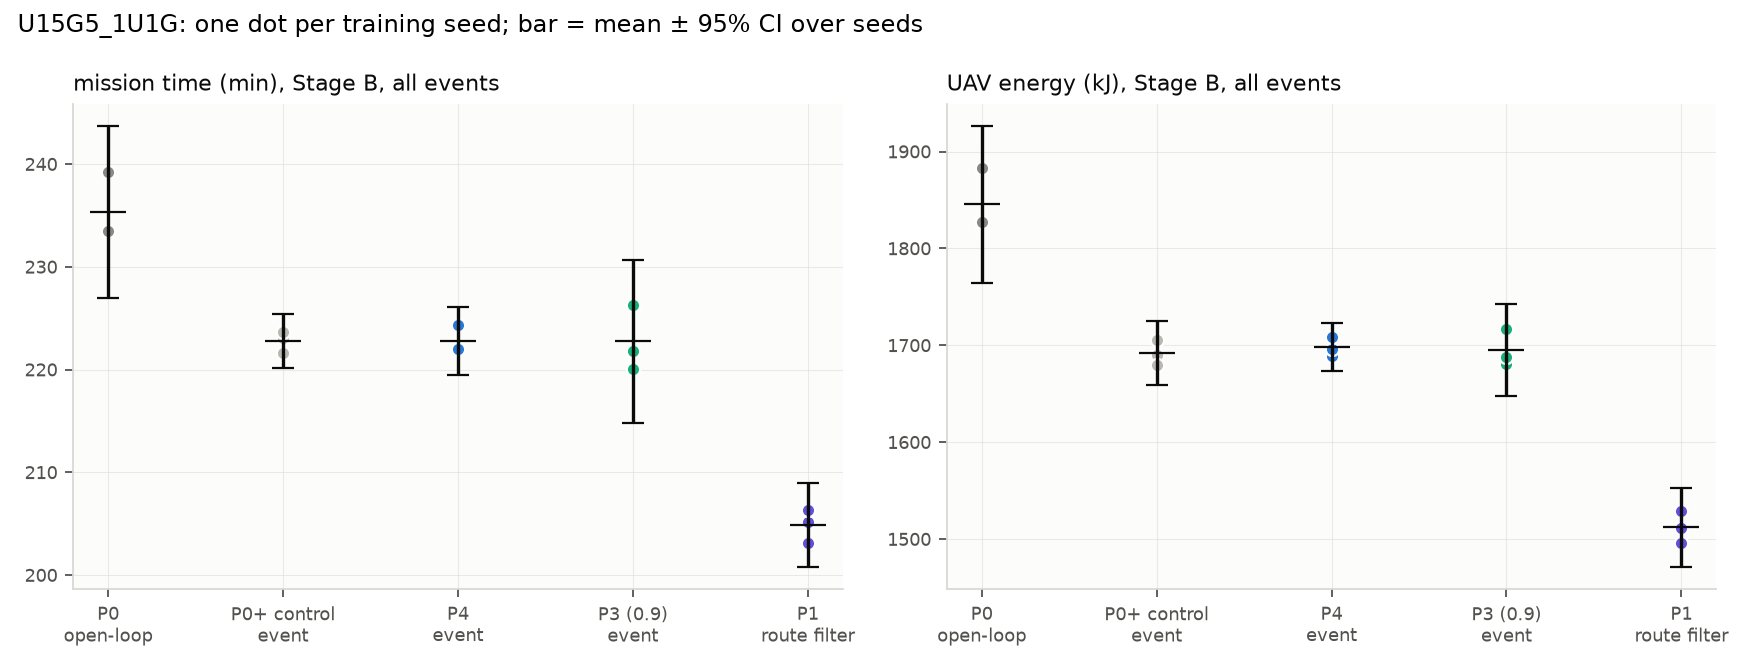 U15G5_1U1G: one dot per training seed; bar = mean ± 95% CI over seeds
mission time (min), Stage B, all events
240
230
220
210
200
P0
open-loop
P0+ control
event
P4
event
P3 (0.9)
event
P1
route filter
UAV energy (kJ), Stage B, all events
1900
1800
1700
1600
1500
P0
open-loop
P0+ control
event
P4
event
P3 (0.9)
event
P1
route filter